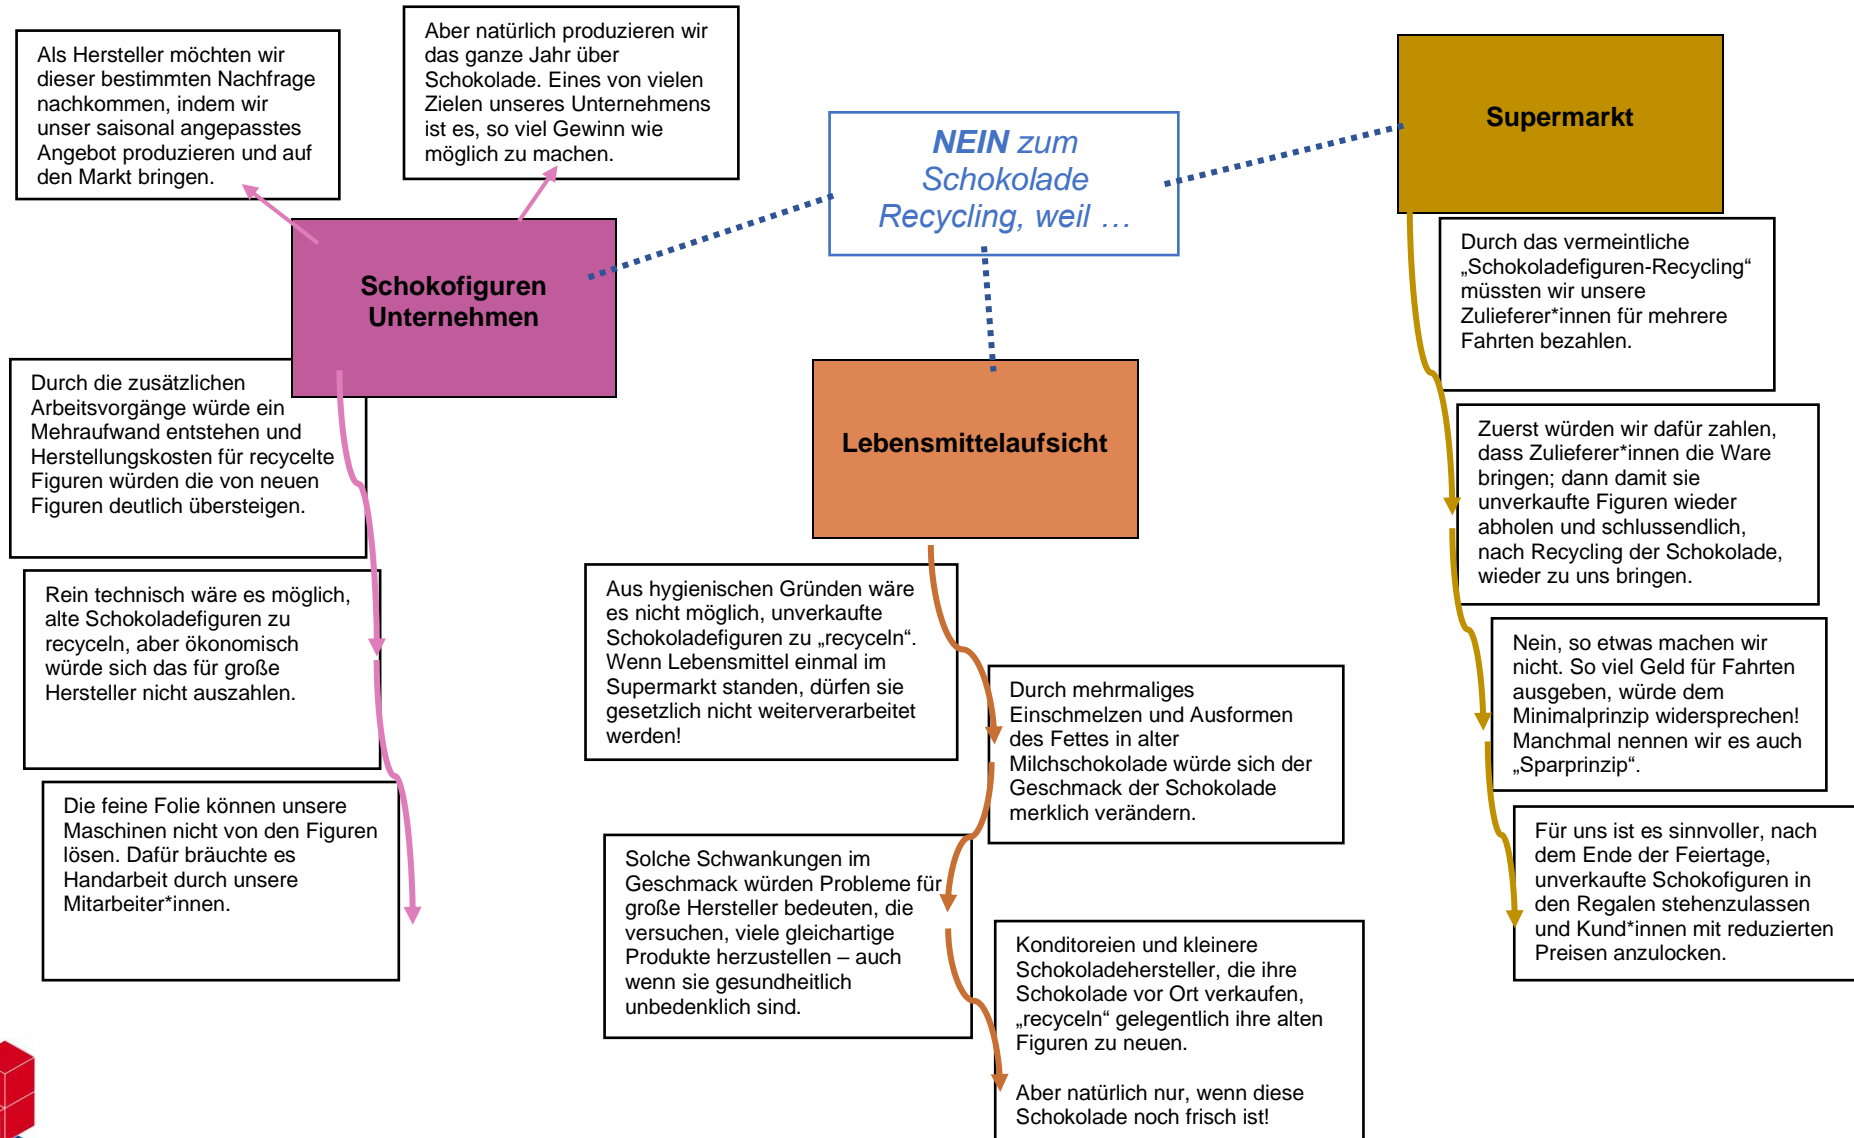 Als Hersteller möchten wir
dieser bestimmten Nachfrage
nachkommen, indem wir
unser saisonal angepasstes
Angebot produzieren und auf
den Markt bringen.
Aber natürlich produzieren wir
das ganze Jahr über
Schokolade. Eines von vielen
Zielen unseres Unternehmens
ist es, so viel Gewinn wie
möglich zu machen.
NEIN zum
Schokolade
Recycling, weil …
Supermarkt
Schokofiguren
Unternehmen
Lebensmittelaufsicht
Durch die zusätzlichen
Arbeitsvorgänge würde ein
Mehraufwand entstehen und
Herstellungskosten für recycelte
Figuren würden die von neuen
Figuren deutlich übersteigen.
Rein technisch wäre es möglich,
alte Schokoladefiguren zu
recyceln, aber ökonomisch
würde sich das für große
Hersteller nicht auszahlen.
Die feine Folie können unsere
Maschinen nicht von den Figuren
lösen. Dafür bräuchte es
Handarbeit durch unsere
Mitarbeiter*innen.
Aus hygienischen Gründen wäre
es nicht möglich, unverkaufte
Schokoladefiguren zu „recyceln“.
Wenn Lebensmittel einmal im
Supermarkt standen, dürfen sie
gesetzlich nicht weiterverarbeitet
werden!
Durch mehrmaliges
Einschmelzen und Ausformen
des Fettes in alter
Milchschokolade würde sich der
Geschmack der Schokolade
merklich verändern.
Solche Schwankungen im
Geschmack würden Probleme für
große Hersteller bedeuten, die
versuchen, viele gleichartige
Produkte herzustellen – auch
wenn sie gesundheitlich
unbedenklich sind.
Konditoreien und kleinere
Schokoladehersteller, die ihre
Schokolade vor Ort verkaufen,
„recyceln“ gelegentlich ihre alten
Figuren zu neuen.
Aber natürlich nur, wenn diese
Schokolade noch frisch ist!
Durch das vermeintliche
„Schokoladefiguren-Recycling“
müssten wir unsere
Zulieferer*innen für mehrere
Fahrten bezahlen.
Zuerst würden wir dafür zahlen,
dass Zulieferer*innen die Ware
bringen; dann damit sie
unverkaufte Figuren wieder
abholen und schlussendlich,
nach Recycling der Schokolade,
wieder zu uns bringen.
Nein, so etwas machen wir
nicht. So viel Geld für Fahrten
ausgeben, würde dem
Minimalprinzip widersprechen!
Manchmal nennen wir es auch
„Sparprinzip“.
Für uns ist es sinnvoller, nach
dem Ende der Feiertage,
unverkaufte Schokofiguren in
den Regalen stehenzulassen
und Kund*innen mit reduzierten
Preisen anzulocken.